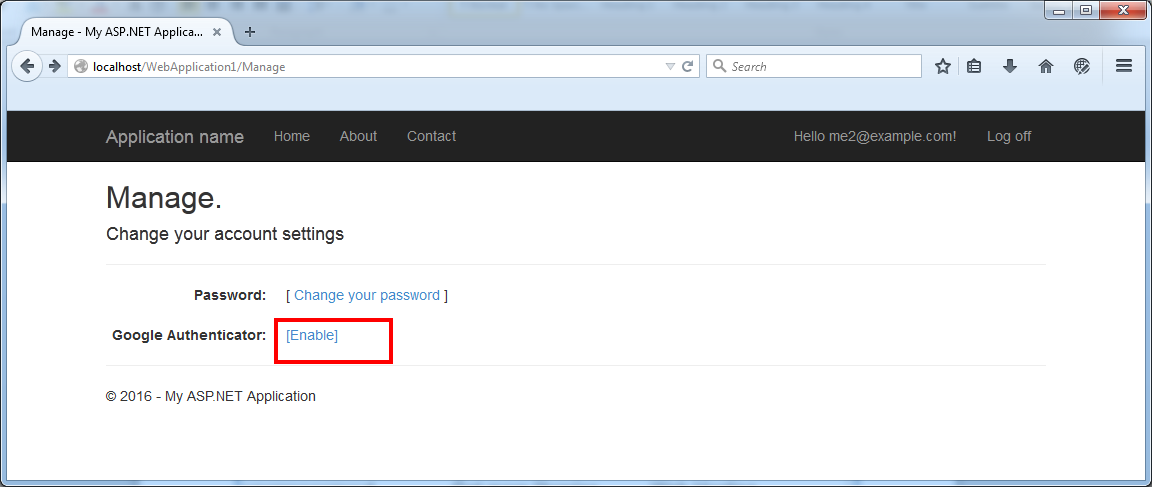 Manage - My ASP.NET Applica...
localhost/WebApplication1/Manage
Search
Application name Home About Contact Hello me2@example.com! Log off
Manage.
Change your account settings
Password: [ Change your password ]
Google Authenticator: [Enable]
© 2016 - My ASP.NET Application